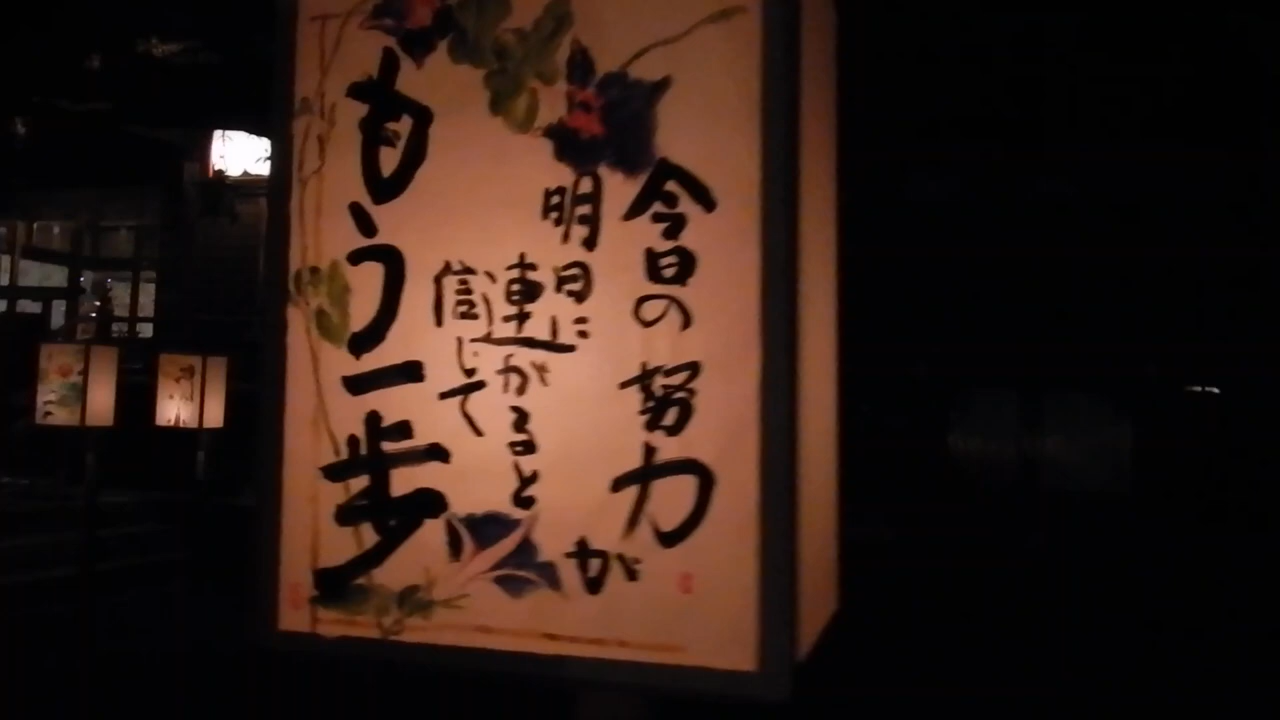 今日の努力が
明日に
連がると
信じて
もう一歩